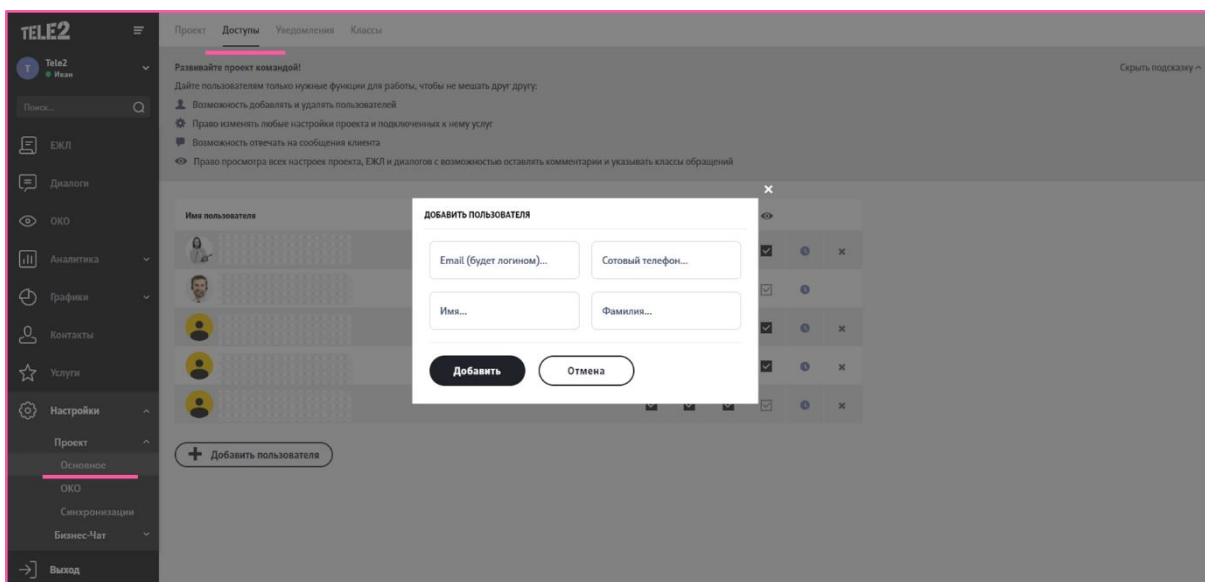 TELE2
Проект Доступы Уведомления Классы
Tele2
Иван
Поиск...
ЕЖЛ
Диалоги
ОКО
Аналитика
Графики
Контакты
Услуги
Настройки
Проект
Основное
ОКО
Синхронизации
Бизнес-Чат
Выход
Развивайте проект командой!
Скрыть подсказку
Дайте пользователям только нужные функции для работы, чтобы не мешать друг другу:
Возможность добавлять и удалять пользователей
Право изменять любые настройки проекта и подключенных к нему услуг
Возможность отвечать на сообщения клиента
Право просмотра всех настроек проекта, ЕЖЛ и диалогов с возможностью оставлять комментарии и указывать классы обращений
Имя пользователя
ДОБАВИТЬ ПОЛЬЗОВАТЕЛЯ
Email (будет логином)... Сотовый телефон...
Имя... Фамилия...
Добавить Отмена
Добавить пользователя
T